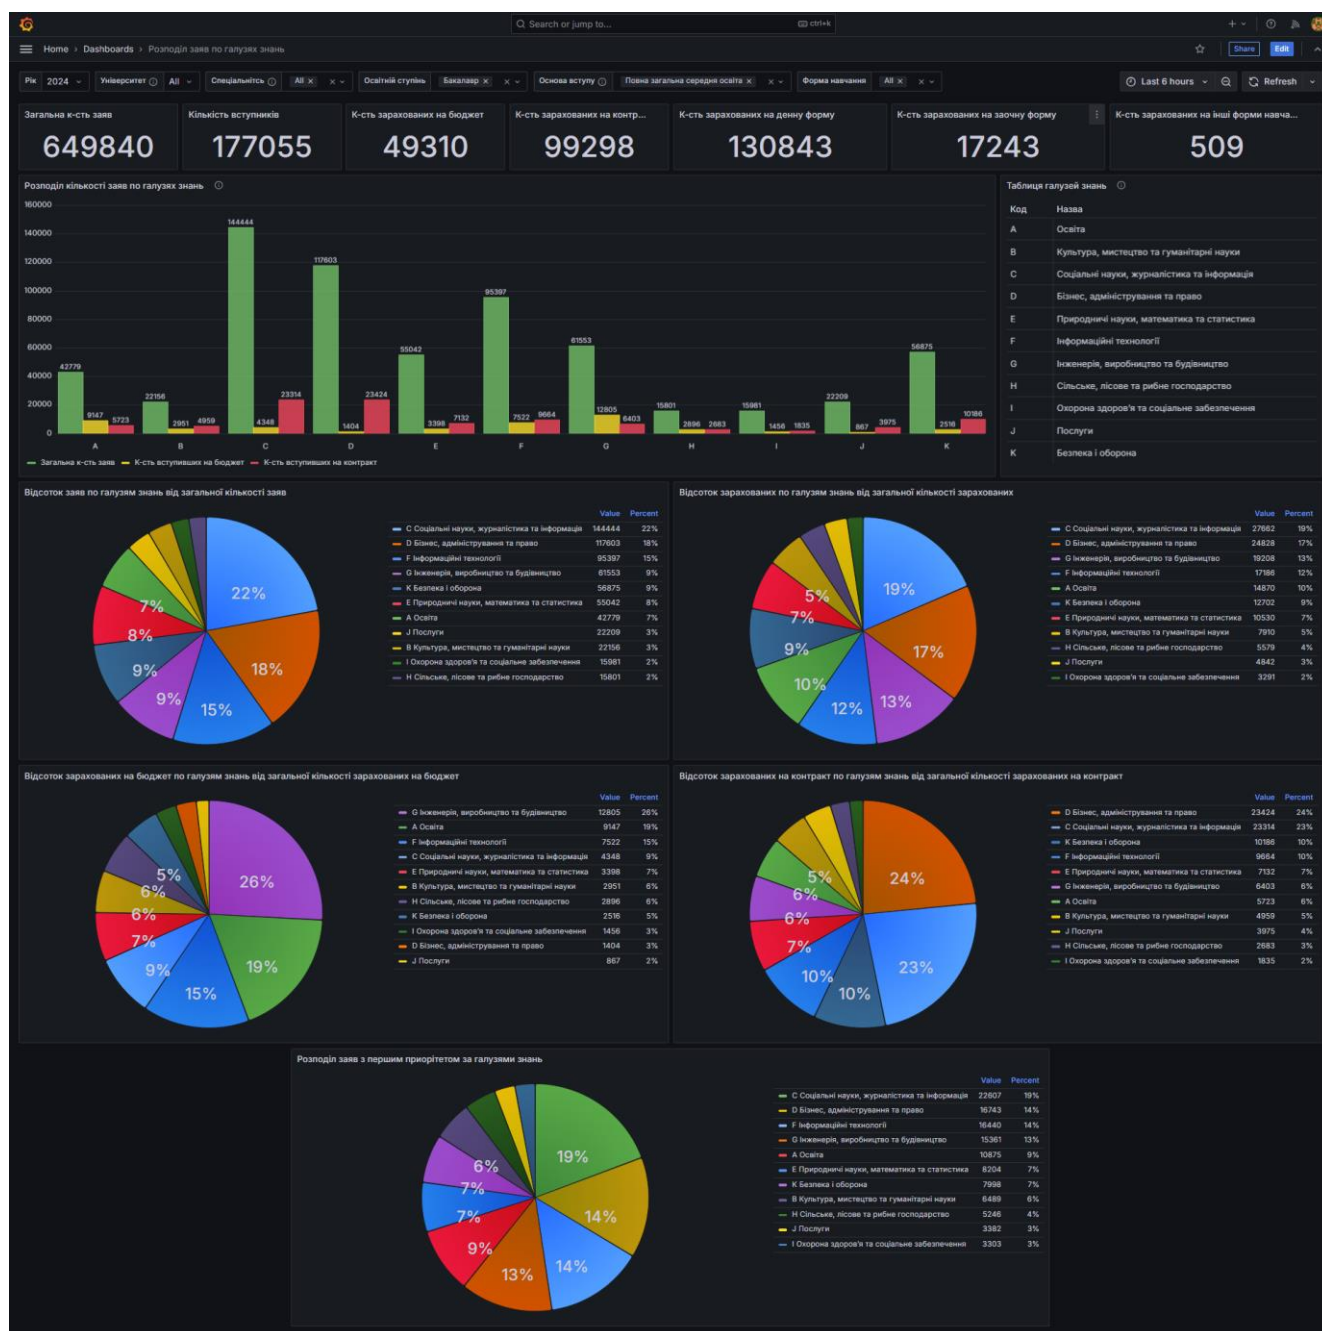 Search or jump to...
ctrl+k
Home › Dashboards › Розподіл заяв по галузях знань
Share
Edit
Рік 2024
Університет All
Спеціальнітсь All ×
Освітній ступінь Бакалавр ×
Основа вступу Повна загальна середня освіта ×
Форма навчання All ×
Last 6 hours
Refresh
Загальна к-сть заяв
649840
Кількість вступників
177055
К-сть зарахованих на бюджет
49310
К-сть зарахованих на контр...
99298
К-сть зарахованих на денну форму
130843
К-сть зарахованих на заочну форму
17243
К-сть зарахованих на інші форми навча...
509
Розподіл кількості заяв по галузях знань
160000
140000
120000
100000
80000
60000
40000
20000
0
42779 9147 5723
22156 2951 4959
144444 4348 23314
117603 1404 23424
55042 3398 7132
95397 7522 9664
61553 12805 6403
15801 2896 2683
15981 1456 1835
22209 867 3975
56875 2516 10186
A B C D E F G H I J K
Загальна к-сть заяв К-сть вступивших на бюджет К-сть вступивших на контракт
Таблиця галузей знань
Код Назва
A Освіта
B Культура, мистецтво та гуманітарні науки
C Соціальні науки, журналістика та інформація
D Бізнес, адміністрування та право
E Природничі науки, математика та статистика
F Інформаційні технології
G Інженерія, виробництво та будівництво
H Сільське, лісове та рибне господарство
I Охорона здоров'я та соціальне забезпечення
J Послуги
K Безпека і оборона
Відсоток заяв по галузям знань від загальної кількості заяв
22%
18%
15%
9%
9%
8%
7%
Value Percent
C Соціальні науки, журналістика та інформація 144444 22%
D Бізнес, адміністрування та право 117603 18%
F Інформаційні технології 95397 15%
G Інженерія, виробництво та будівництво 61553 9%
K Безпека і оборона 56875 9%
E Природничі науки, математика та статистика 55042 8%
A Освіта 42779 7%
J Послуги 22209 3%
B Культура, мистецтво та гуманітарні науки 22156 3%
I Охорона здоров'я та соціальне забезпечення 15981 2%
H Сільське, лісове та рибне господарство 15801 2%
Відсоток зарахованих по галузям знань від загальної кількості зарахованих
19%
17%
13%
12%
10%
9%
7%
5%
Value Percent
C Соціальні науки, журналістика та інформація 27662 19%
D Бізнес, адміністрування та право 24828 17%
G Інженерія, виробництво та будівництво 19208 13%
F Інформаційні технології 17186 12%
A Освіта 14870 10%
K Безпека і оборона 12702 9%
E Природничі науки, математика та статистика 10530 7%
B Культура, мистецтво та гуманітарні науки 7910 5%
H Сільське, лісове та рибне господарство 5579 4%
J Послуги 4842 3%
I Охорона здоров'я та соціальне забезпечення 3291 2%
Відсоток зарахованих на бюджет по галузям знань від загальної кількості зарахованих на бюджет
26%
19%
15%
9%
7%
6%
6%
5%
Value Percent
G Інженерія, виробництво та будівництво 12805 26%
A Освіта 9147 19%
F Інформаційні технології 7522 15%
C Соціальні науки, журналістика та інформація 4348 9%
E Природничі науки, математика та статистика 3398 7%
B Культура, мистецтво та гуманітарні науки 2951 6%
H Сільське, лісове та рибне господарство 2896 6%
K Безпека і оборона 2516 5%
I Охорона здоров'я та соціальне забезпечення 1456 3%
D Бізнес, адміністрування та право 1404 3%
J Послуги 867 2%
Відсоток зарахованих на контракт по галузям знань від загальної кількості зарахованих на контракт
24%
23%
10%
10%
7%
6%
6%
5%
Value Percent
D Бізнес, адміністрування та право 23424 24%
C Соціальні науки, журналістика та інформація 23314 23%
K Безпека і оборона 10186 10%
F Інформаційні технології 9664 10%
E Природничі науки, математика та статистика 7132 7%
G Інженерія, виробництво та будівництво 6403 6%
A Освіта 5723 6%
B Культура, мистецтво та гуманітарні науки 4959 5%
J Послуги 3975 4%
H Сільське, лісове та рибне господарство 2683 3%
I Охорона здоров'я та соціальне забезпечення 1835 2%
Розподіл заяв з першим приорітетом за галузями знань
19%
14%
14%
13%
9%
7%
7%
6%
Value Percent
C Соціальні науки, журналістика та інформація 22607 19%
D Бізнес, адміністрування та право 16743 14%
F Інформаційні технології 16440 14%
G Інженерія, виробництво та будівництво 15361 13%
A Освіта 10875 9%
E Природничі науки, математика та статистика 8204 7%
K Безпека і оборона 7998 7%
B Культура, мистецтво та гуманітарні науки 6489 6%
H Сільське, лісове та рибне господарство 5246 4%
J Послуги 3382 3%
I Охорона здоров'я та соціальне забезпечення 3303 3%